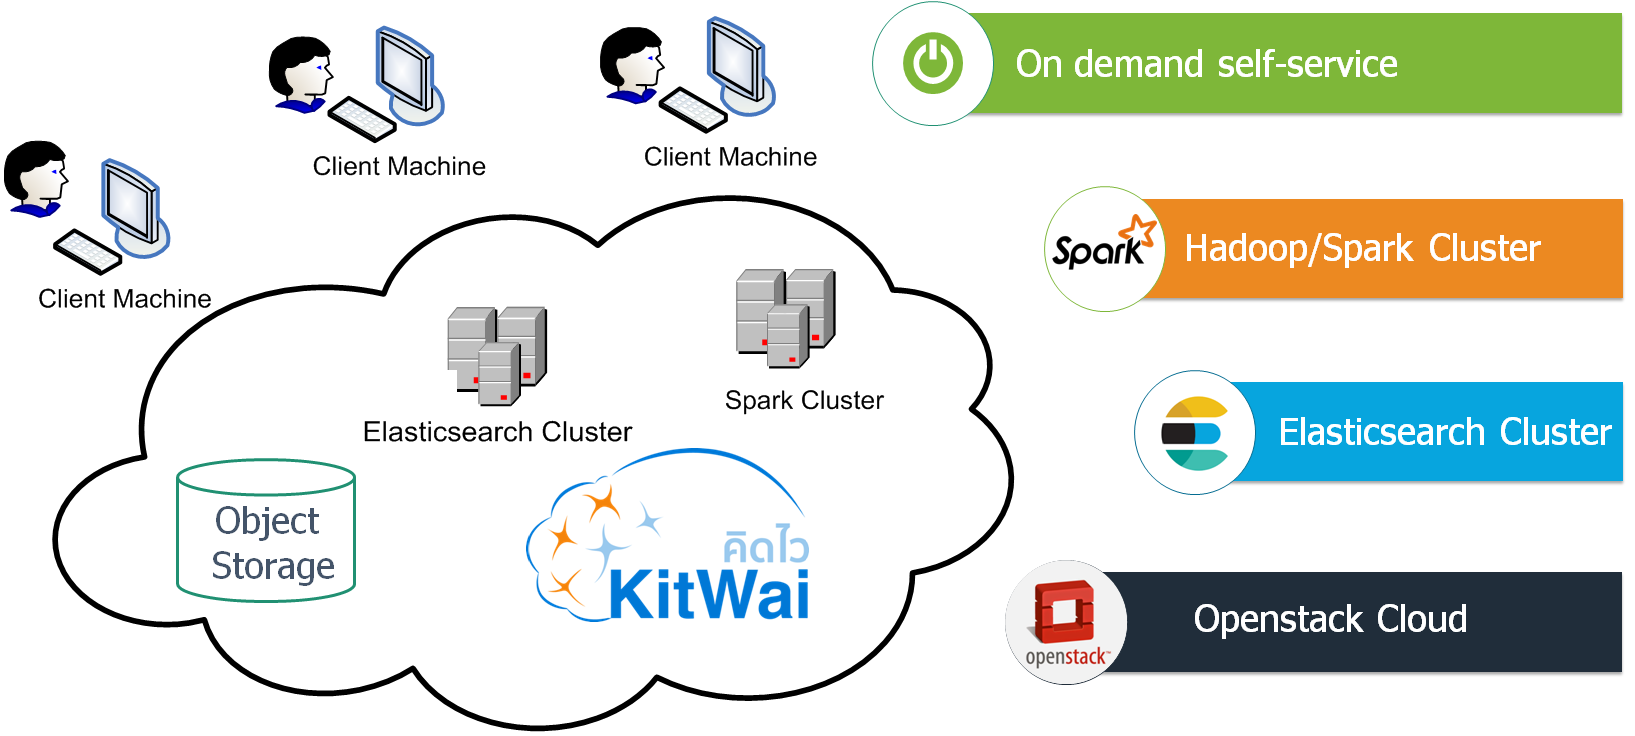 Client Machine
Client Machine
Client Machine
Elasticsearch Cluster
Spark Cluster
Object
Storage
คิดไว
KitWai
On demand self-service
Spark
Hadoop/Spark Cluster
Elasticsearch Cluster
openstack™
Openstack Cloud